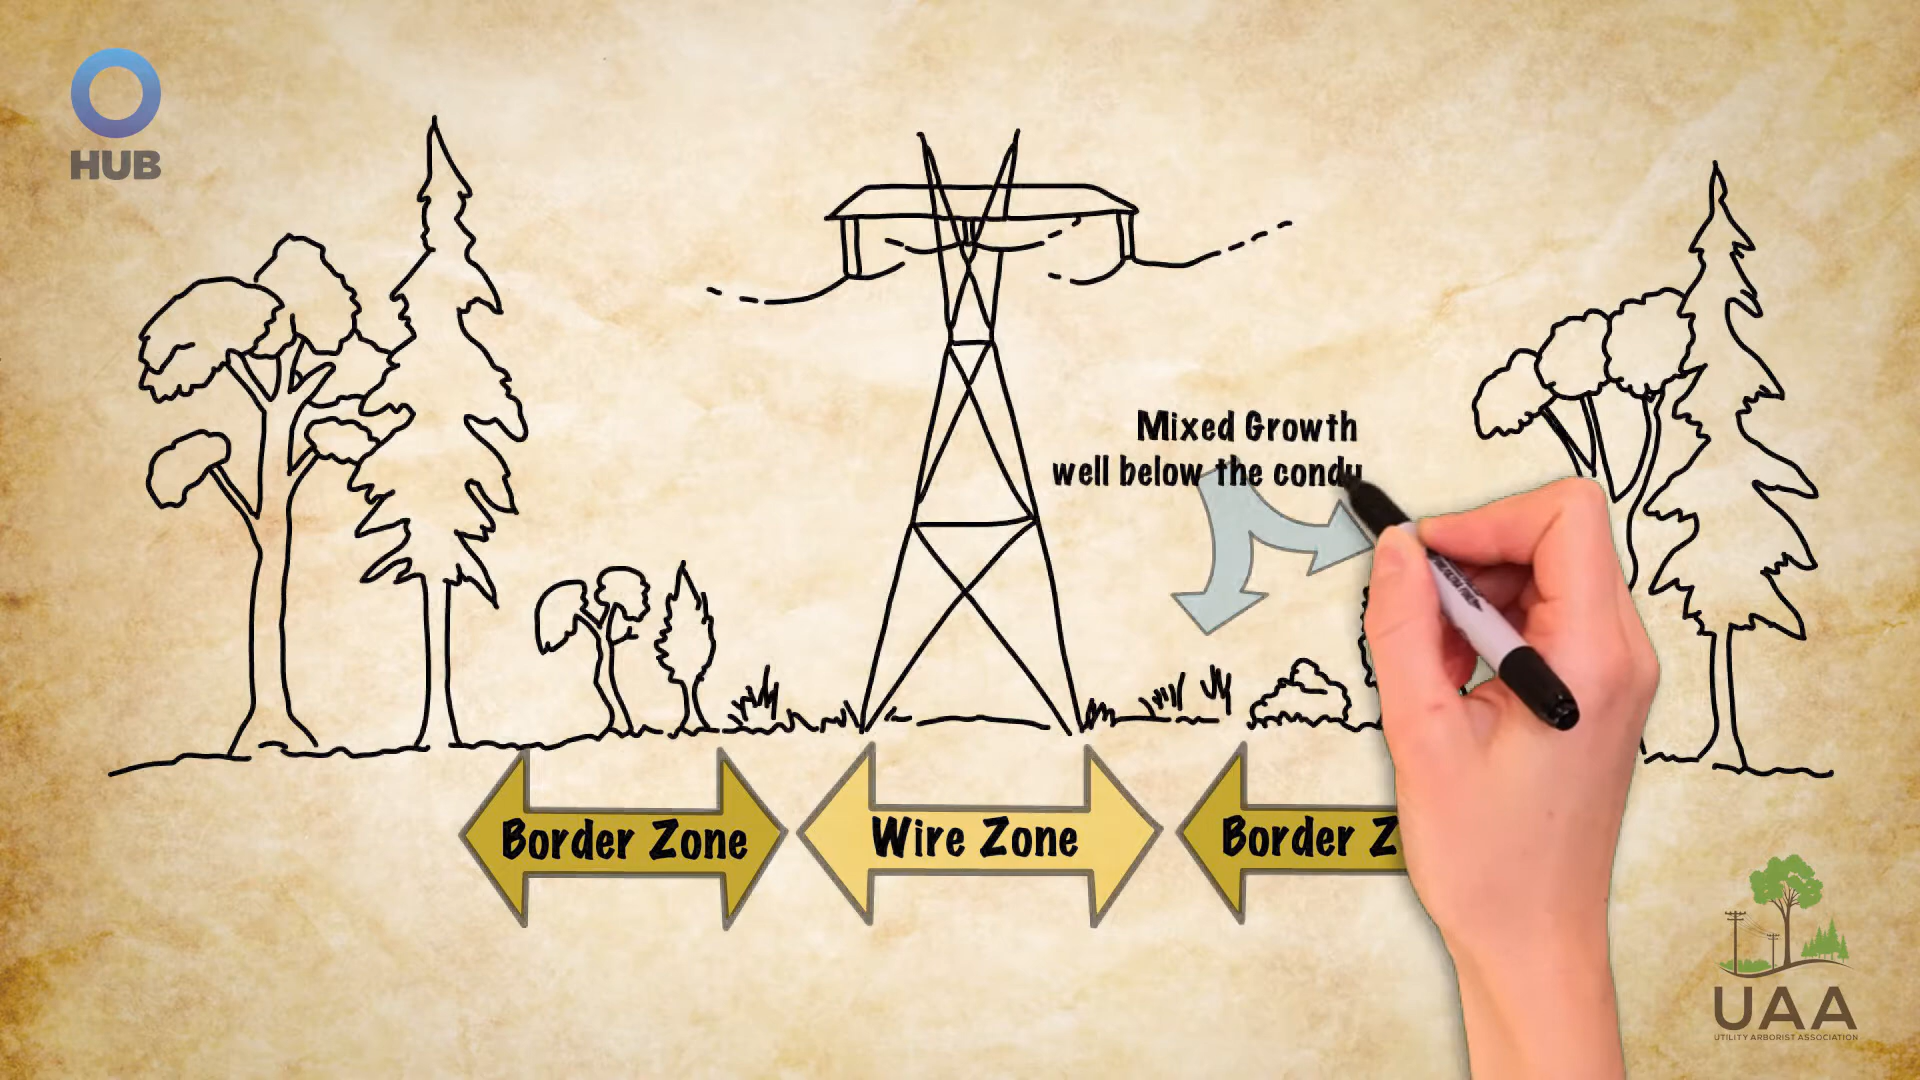 HUB
Mixed Growth
well below the condu
Border Zone
Wire Zone
Border Z
UAA
UTILITY ARBORIST ASSOCIATION